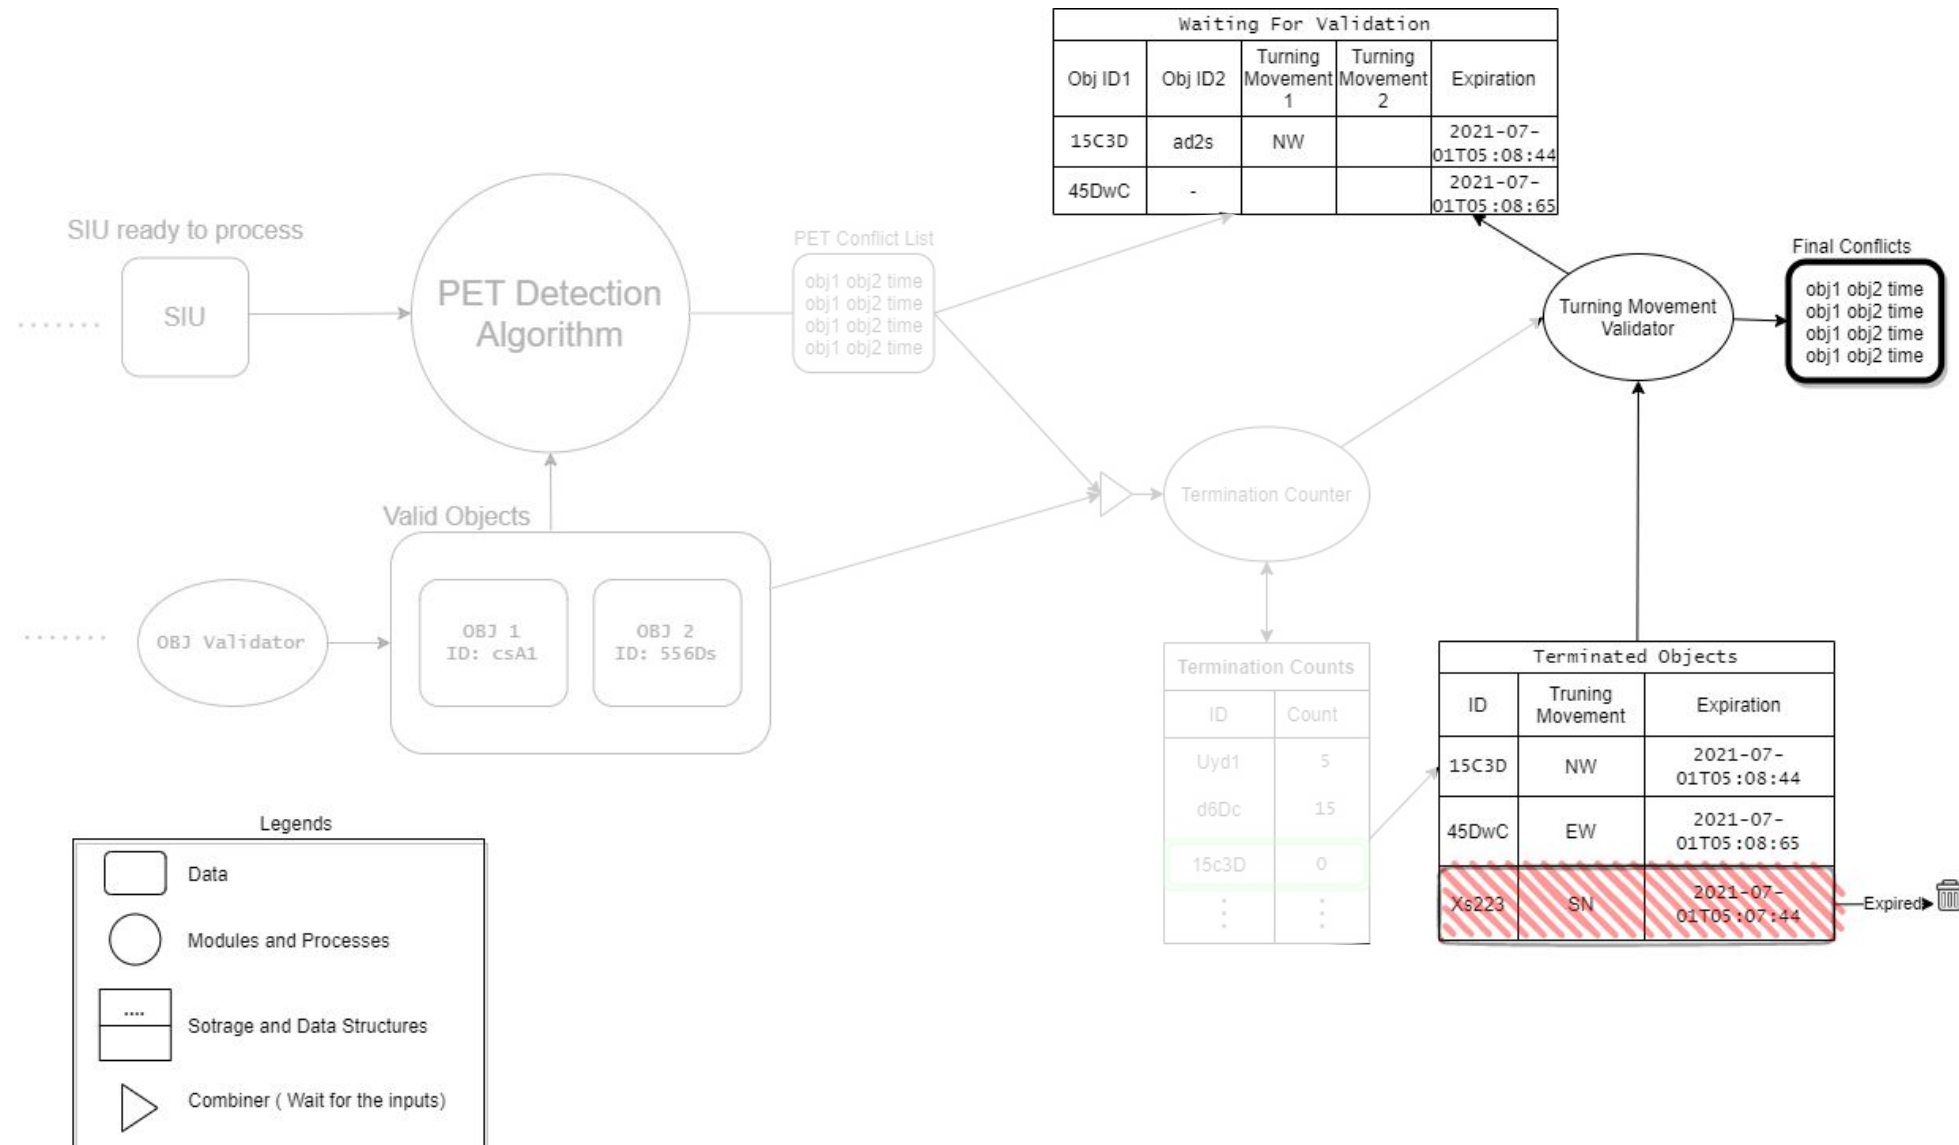 Waiting For Validation
Obj ID1
Obj ID2
Turning
Movement
1
Turning
Movement
2
Expiration
15C3D
ad2s
NW
2021-07-
01T05:08:44
45DwC
-
2021-07-
01T05:08:65
SIU ready to process
.......
SIU
PET Detection
Algorithm
PET Conflict List
obj1 obj2 time
obj1 obj2 time
obj1 obj2 time
obj1 obj2 time
Turning Movement
Validator
Final Conflicts
obj1 obj2 time
obj1 obj2 time
obj1 obj2 time
obj1 obj2 time
Termination Counter
Valid Objects
.......
OBJ Validator
OBJ 1
ID: csA1
OBJ 2
ID: 556Ds
Termination Counts
ID
Count
Uyd1
5
d6Dc
15
15c3D
0
Terminated Objects
ID
Truning
Movement
Expiration
15C3D
NW
2021-07-
01T05:08:44
45DwC
EW
2021-07-
01T05:08:65
Xs223
SN
2021-07-
01T05:07:44
Expired
Legends
Data
Modules and Processes
....
Sotrage and Data Structures
Combiner ( Wait for the inputs)